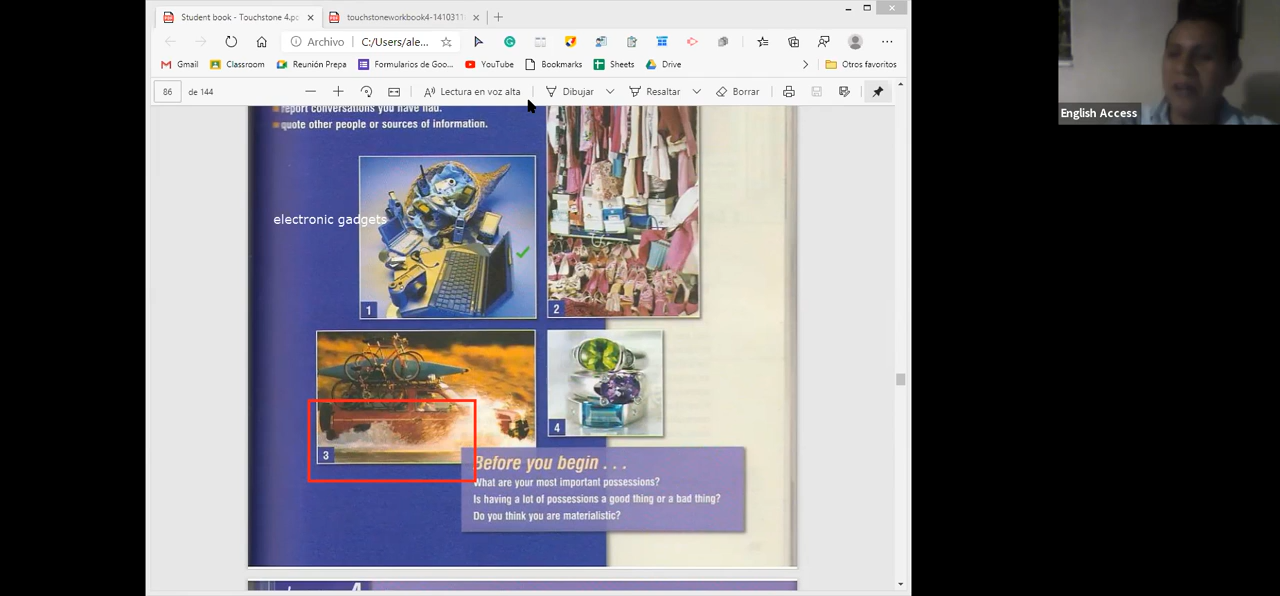 Student book - Touchstone 4.pc
touchstoneworkbook4-1410311
Archivo
C:/Users/ale...
Gmail
Classroom
Reunión Prepa
Formularios de Goo...
YouTube
Bookmarks
Sheets
Drive
Otros favoritos
86 de 144
Lectura en voz alta
Dibujar
Resaltar
Borrar
English Access
report conversations you have had.
quote other people or sources of information.
electronic gadgets
1
2
3
4
Before you begin . . .
What are your most important possessions?
Is having a lot of possessions a good thing or a bad thing?
Do you think you are materialistic?